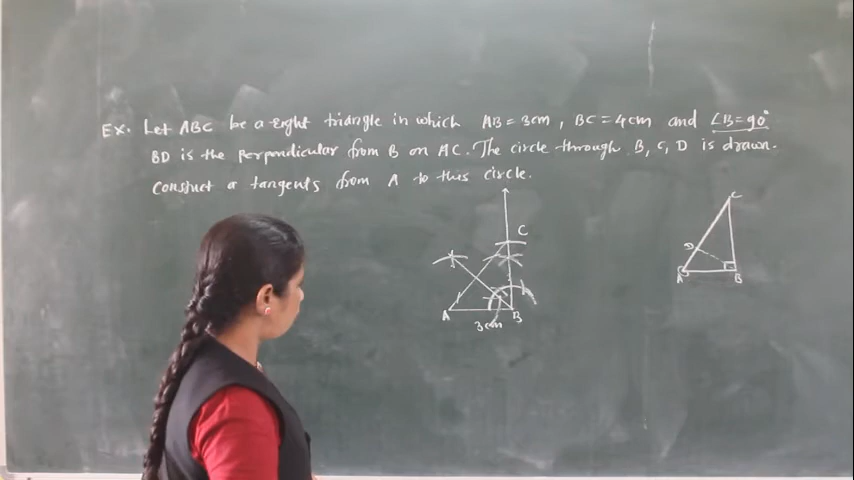 Ex. Let ABC be a right triangle in which AB = 3cm, BC = 4cm and ∠B = 90°
BD is the perpendicular from B on AC. The circle through B, C, D is drawn.
Construct a tangents from A to this circle.
C
A
B
3cm
C
D
A
B